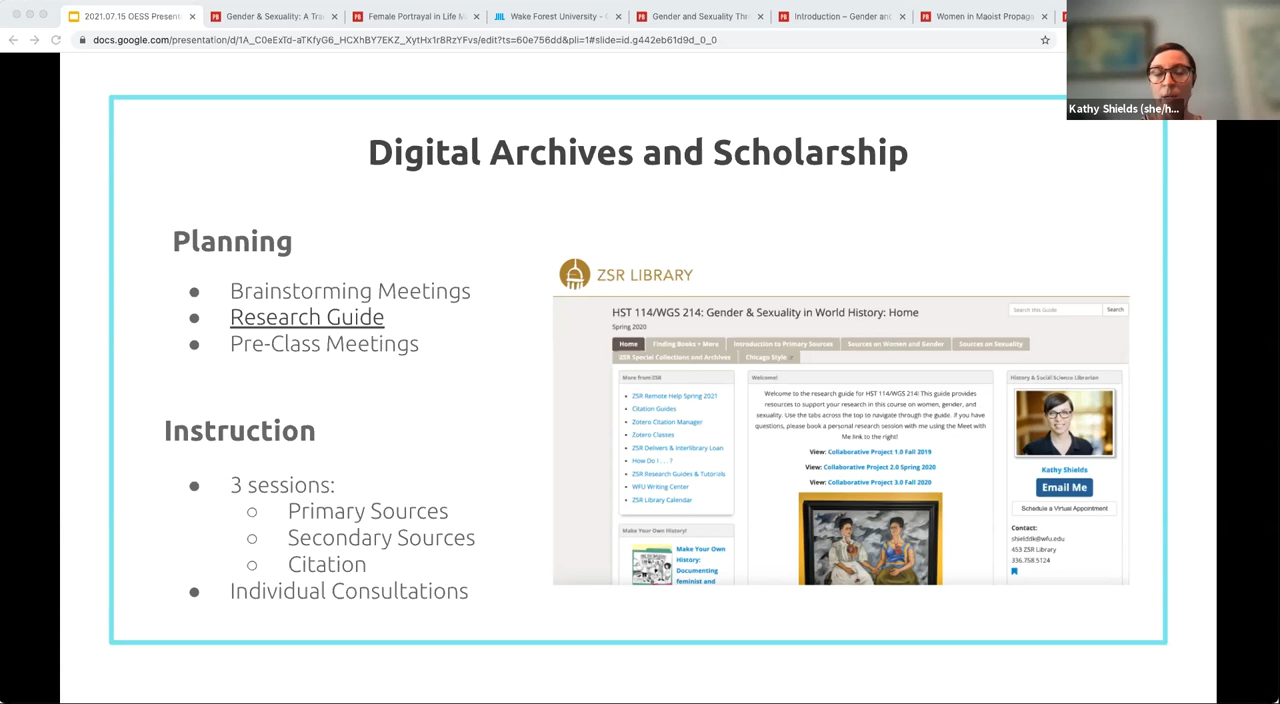 2021.07.15 OESS Present
Gender & Sexuality: A Tra
Female Portrayal in Life M
Wake Forest University -
Gender and Sexuality Thr
Introduction – Gender and
Women in Maoist Propaga
docs.google.com/presentation/d/
Kathy Shields (she/h...
Digital Archives and Scholarship
Planning
● Brainstorming Meetings
● Research Guide
● Pre-Class Meetings
Instruction
● 3 sessions:
○ Primary Sources
○ Secondary Sources
○ Citation
● Individual Consultations
ZSR LIBRARY
HST 114/WGS 214: Gender & Sexuality in World History: Home
Spring 2020
Search this Guide
Search
Home
Finding Books + More
Introduction to Primary Sources
Sources on Women and Gender
Sources on Sexuality
ZSR Special Collections and Archives
Chicago Style
More from ZSR
ZSR Remote Help Spring 2021
Citation Guides
Zotero Citation Manager
Zotero Classes
ZSR Delivers & Interlibrary Loan
How Do I . . . ?
ZSR Research Guides & Tutorials
WFU Writing Center
ZSR Library Calendar
Make Your Own History!
Make Your Own
History:
Documenting
feminist and
Welcome!
Welcome to the research guide for HST 114/WGS 214: This guide provides
resources to support your research in this course on women, gender, and
sexuality. Use the tabs across the top to navigate through the guide. If you have
questions, please book a personal research session with me using the Meet with
Me link to the right!
View: Collaborative Project 1.0 Fall 2019
View: Collaborative Project 2.0 Spring 2020
View: Collaborative Project 3.0 Fall 2020
History & Social Science Librarian
Kathy Shields
Email Me
Schedule a Virtual Appointment
Contact:
shieldk@wfu.edu
453 ZSR Library
336.758.5124